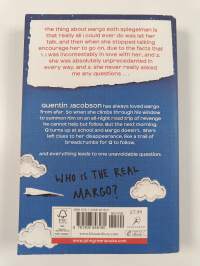 the thing about margo roth spiegelman is
that really all i could ever do was let her
talk, and then when she stopped talking
encourage her to go on, due to the facts that
1. i was incontestably in love with her, and 2. she
was absolutely unprecedented in
every way, and 3. she never really asked
me any questions ...
quentin jacobsen has always loved margo
from afar. So when she climbs through his window
to summon him on an all-night road trip of revenge
he cannot help but follow. But the next morning
Q turns up at school and margo doesn't. She's left
clues to her disappearance, like a trail of
breadcrumbs for Q to follow.
and everything leads to one unavoidable question:
WHO IS THE REAL
MARGO?
FSC
£7.99